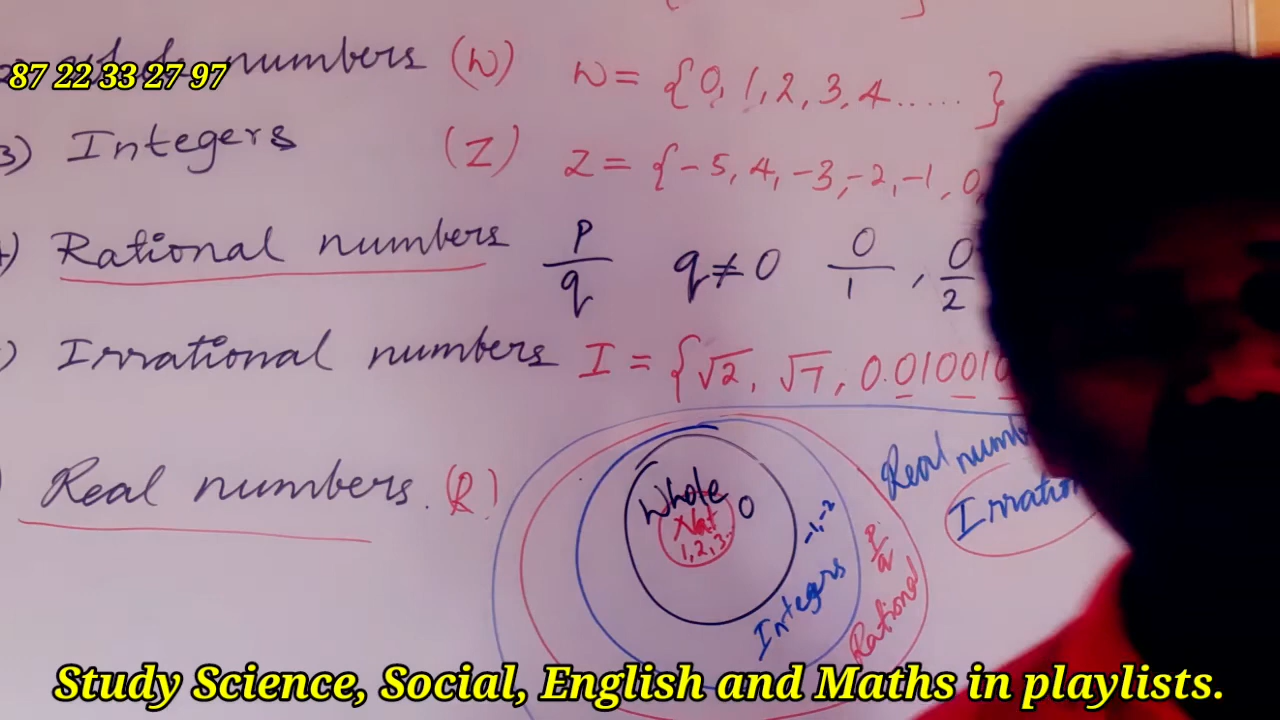 numbers (W) W = {0, 1, 2, 3, 4..... }
87 22 33 27 97
3) Integers (Z) Z = {-5, 4, -3, -2, -1, 0,
) Rational numbers p/q q≠0 0/1 , 0/2
) Irrational numbers I = {√2, √7, 0.010010
) Real numbers. (R)
Real numb
Irration
Whole 0
Nat
1,2,3..
-1,-2
Integers
Rational
Study Science, Social, English and Maths in playlists.